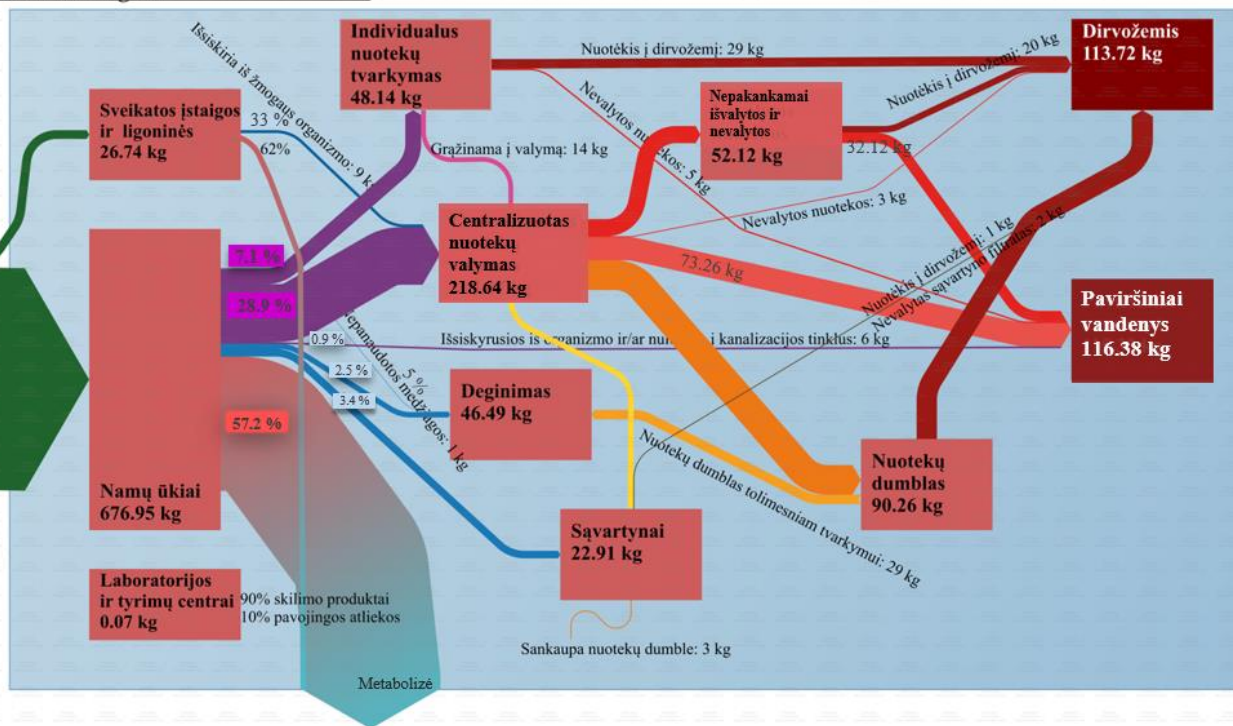 Individualus
nuotekų
tvarkymas
48.14 kg
Nuotėkis į dirvožemį: 29 kg
Dirvožemis
113.72 kg
Išsiskiria iš žmogaus organizmo: 9 kg
Nuotėkis į dirvožemį: 20 kg
Sveikatos įstaigos
ir ligoninės
26.74 kg
33 %
62%
Nevalytos nuotekos: 5 kg
Nepakankamai
išvalytos ir
nevalytos
52.12 kg
32.12 kg
Grąžinama į valymą: 14 kg
Nevalytos nuotekos: 3 kg
Centralizuotas
nuotekų
valymas
218.64 kg
73.26 kg
Nuotėkis į dirvožemį: 1 kg
Nevalytas sąvartyno filtratas: 2 kg
7.1 %
28.9 %
Paviršiniai
vandenys
116.38 kg
Nepanaudotos medžiagos: 1 kg
5 %
0.9 %
Išsiskyrusios is organizmo ir/ar į kanalizacijos tinklus: 6 kg
2.5 %
3.4 %
57.2 %
Deginimas
46.49 kg
Nuotekų dumblas tolimesniam tvarkymui: 29 kg
Nuotekų
dumblas
90.26 kg
Namų ūkiai
676.95 kg
Sąvartynai
22.91 kg
Laboratorijos
ir tyrimų centrai
0.07 kg
90% skilimo produktai
10% pavojingos atliekos
Sankaupa nuotekų dumble: 3 kg
Metabolizė